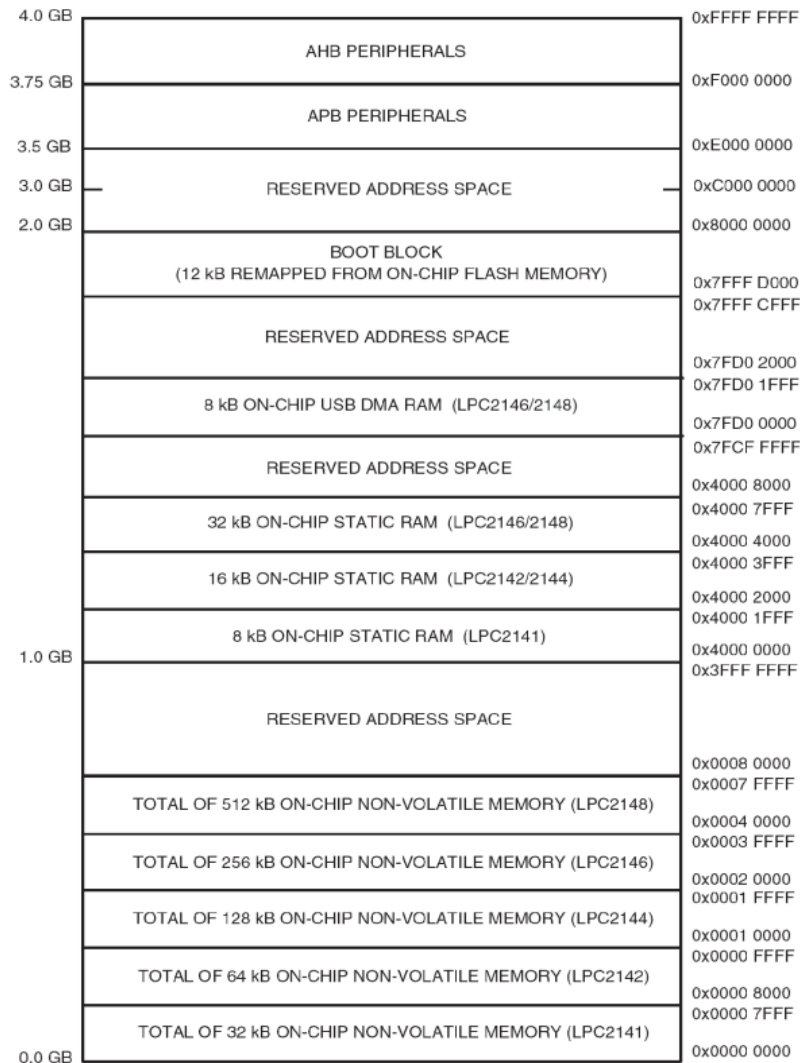 4.0 GB 0xFFFF FFFF
AHB PERIPHERALS
3.75 GB 0xF000 0000
APB PERIPHERALS
3.5 GB 0xE000 0000
3.0 GB RESERVED ADDRESS SPACE 0xC000 0000
2.0 GB 0x8000 0000
BOOT BLOCK
(12 kB REMAPPED FROM ON-CHIP FLASH MEMORY)
0x7FFF D000
0x7FFF CFFF
RESERVED ADDRESS SPACE
0x7FD0 2000
0x7FD0 1FFF
8 kB ON-CHIP USB DMA RAM (LPC2146/2148)
0x7FD0 0000
0x7FCF FFFF
RESERVED ADDRESS SPACE
0x4000 8000
0x4000 7FFF
32 kB ON-CHIP STATIC RAM (LPC2146/2148)
0x4000 4000
0x4000 3FFF
16 kB ON-CHIP STATIC RAM (LPC2142/2144)
0x4000 2000
0x4000 1FFF
8 kB ON-CHIP STATIC RAM (LPC2141)
0x4000 0000
1.0 GB
0x3FFF FFFF
RESERVED ADDRESS SPACE
0x0008 0000
0x0007 FFFF
TOTAL OF 512 kB ON-CHIP NON-VOLATILE MEMORY (LPC2148)
0x0004 0000
0x0003 FFFF
TOTAL OF 256 kB ON-CHIP NON-VOLATILE MEMORY (LPC2146)
0x0002 0000
0x0001 FFFF
TOTAL OF 128 kB ON-CHIP NON-VOLATILE MEMORY (LPC2144)
0x0001 0000
0x0000 FFFF
TOTAL OF 64 kB ON-CHIP NON-VOLATILE MEMORY (LPC2142)
0x0000 8000
0x0000 7FFF
TOTAL OF 32 kB ON-CHIP NON-VOLATILE MEMORY (LPC2141)
0.0 GB 0x0000 0000